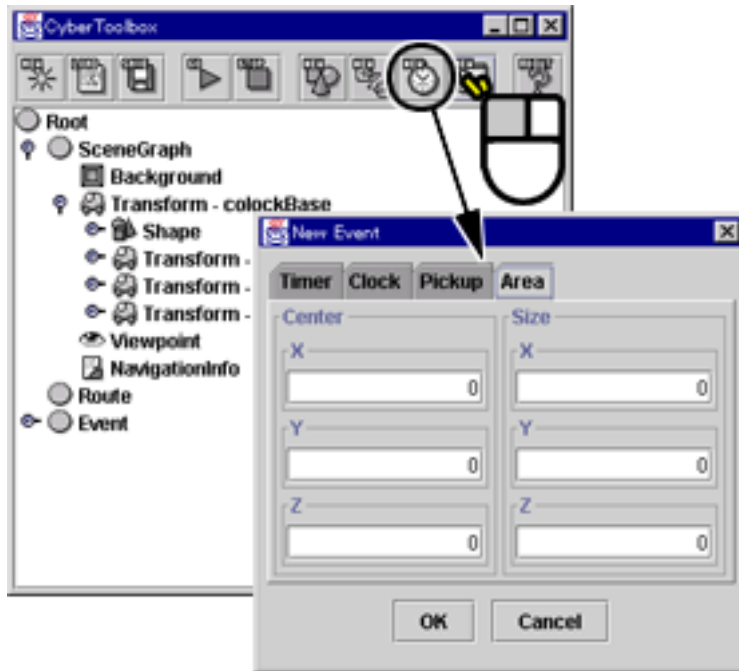 CyberToolbox
Root
SceneGraph
Background
Transform - colockBase
Shape
Transform -
Transform -
Transform -
Viewpoint
NavigationInfo
Route
Event
New Event
Timer Clock Pickup Area
Center Size
X X
0 0
Y Y
0 0
Z Z
0 0
OK Cancel